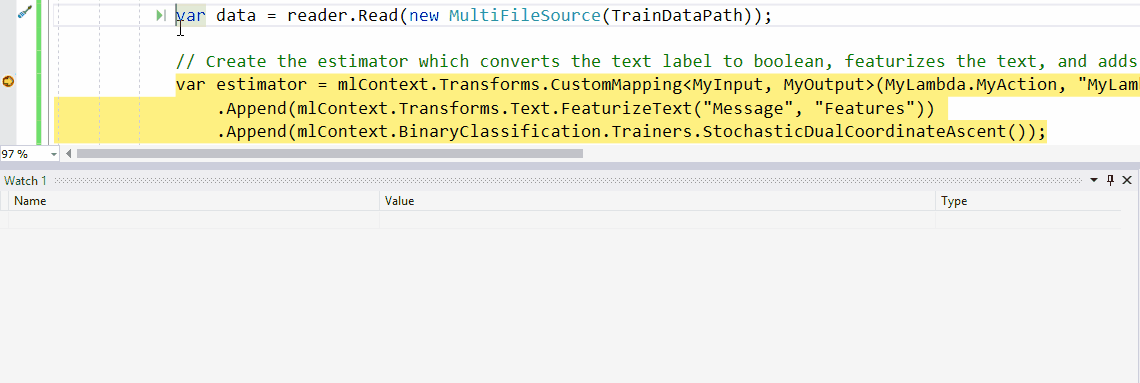 var data = reader.Read(new MultiFileSource(TrainDataPath));
// Create the estimator which converts the text label to boolean, featurizes the text, and adds
var estimator = mlContext.Transforms.CustomMapping<MyInput, MyOutput>(MyLambda.MyAction, "MyLam
.Append(mlContext.Transforms.Text.FeaturizeText("Message", "Features"))
.Append(mlContext.BinaryClassification.Trainers.StochasticDualCoordinateAscent());
97 %
Watch 1
Name Value Type